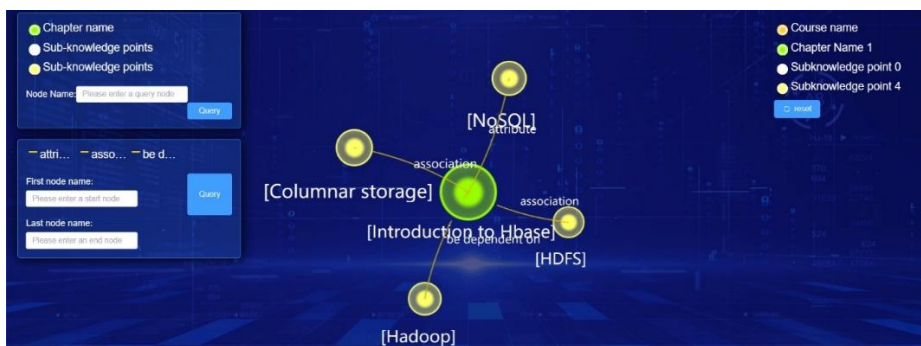 Chapter name
Sub-knowledge points
Sub-knowledge points
Node Name: Please enter a query node
Query
attri... asso... be d...
First node name:
Please enter a start node
Query
Last node name:
Please enter an end node
[NoSQL]
attribute
association
[Columnar storage]
association
[Introduction to Hbase]
be dependent on
[HDFS]
[Hadoop]
Course name
Chapter Name 1
Subknowledge point 0
Subknowledge point 4
reset